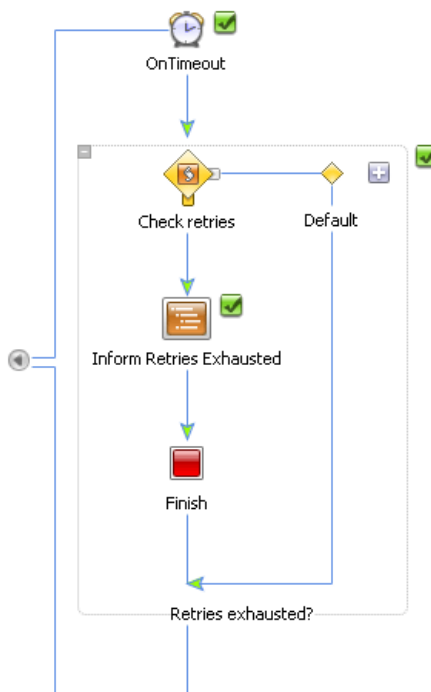 OnTimeout
Check retries
Default
Inform Retries Exhausted
Finish
Retries exhausted?